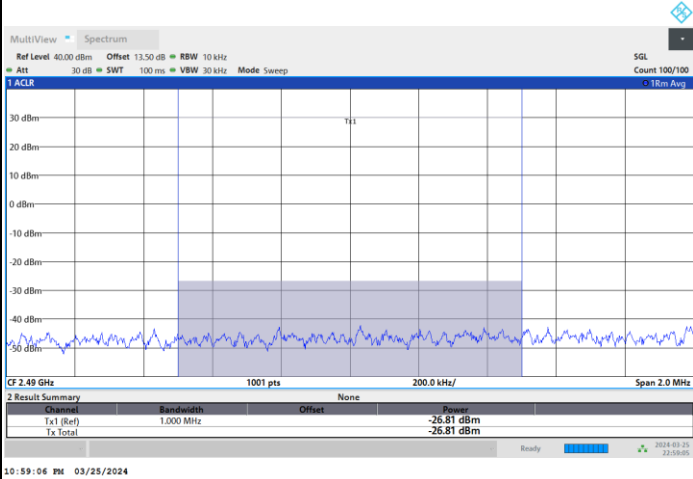 MultiView Spectrum
Ref Level 40.00 dBm Offset 13.50 dB RBW 10 kHz SGL
Att 30 dB SWT 100 ms VBW 30 kHz Mode Sweep Count 100/100
1 ACLR 1Rm Avg
30 dBm
Tx1
20 dBm
10 dBm
0 dBm
-10 dBm
-20 dBm
-30 dBm
-40 dBm
-50 dBm
CF 2.49 GHz 1001 pts 200.0 kHz/ Span 2.0 MHz
2 Result Summary None
Channel Bandwidth Offset Power
Tx1 (Ref) 1.000 MHz -26.81 dBm
Tx Total -26.81 dBm
Ready 2024-03-25
22:59:05
10:59:06 PM 03/25/2024